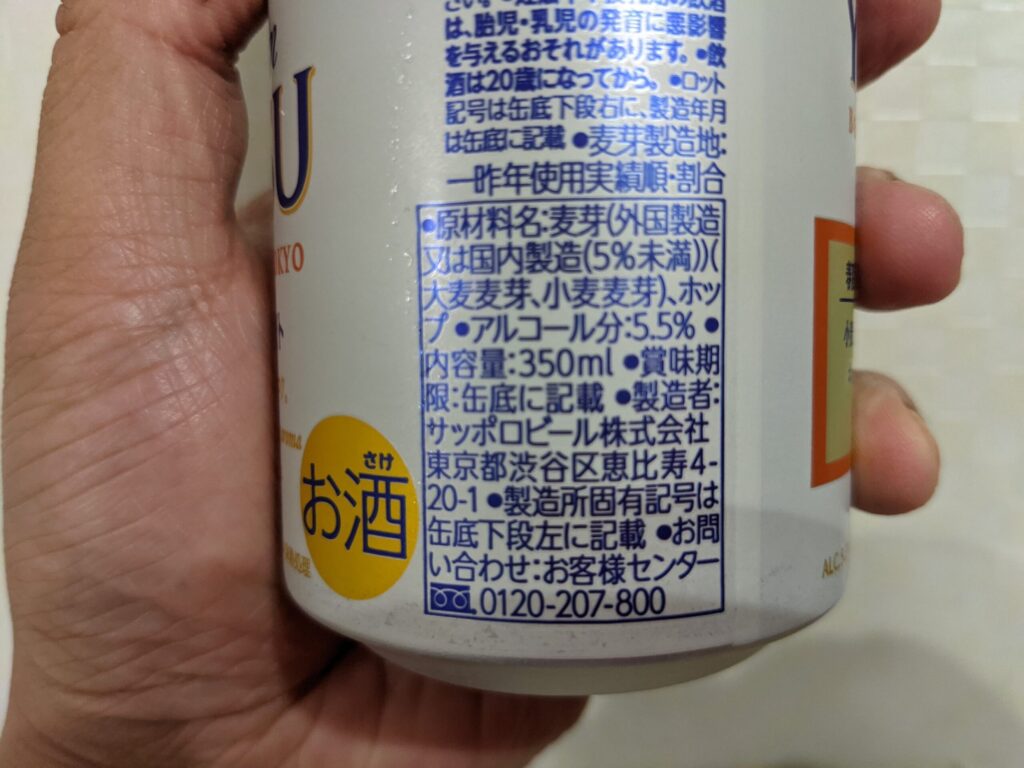 は、胎児・乳児の発育に悪影響
を与えるおそれがあります。●飲
酒は20歳になってから。●ロット
記号は缶底下段右に、製造年月
は缶底に記載 ●麦芽製造地:
一昨年使用実績順・割合
●原材料名:麦芽(外国製造
又は国内製造(5%未満))(
大麦麦芽、小麦麦芽)、ホッ
プ ●アルコール分:5.5% ●
内容量:350ml ●賞味期
限:缶底に記載 ●製造者:
サッポロビール株式会社
東京都渋谷区恵比寿4-
20-1 ●製造所固有記号は
缶底下段左に記載 ●お問
い合わせ:お客様センター
0120-207-800
U
KYO
ト
さけ
お酒
ALC.5